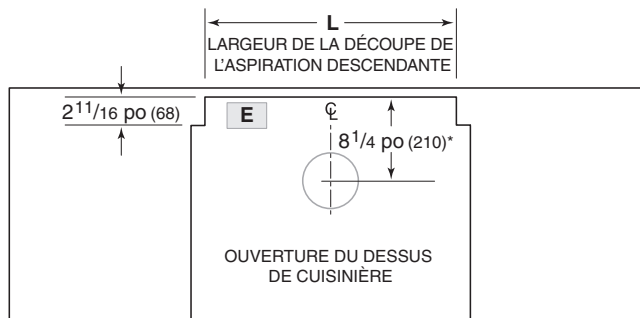 L
LARGEUR DE LA DÉCOUPE DE
L’ASPIRATION DESCENDANTE
2 11/16 po (68)
E
℄
8 1/4 po (210)*
OUVERTURE DU DESSUS
DE CUISINIÈRE